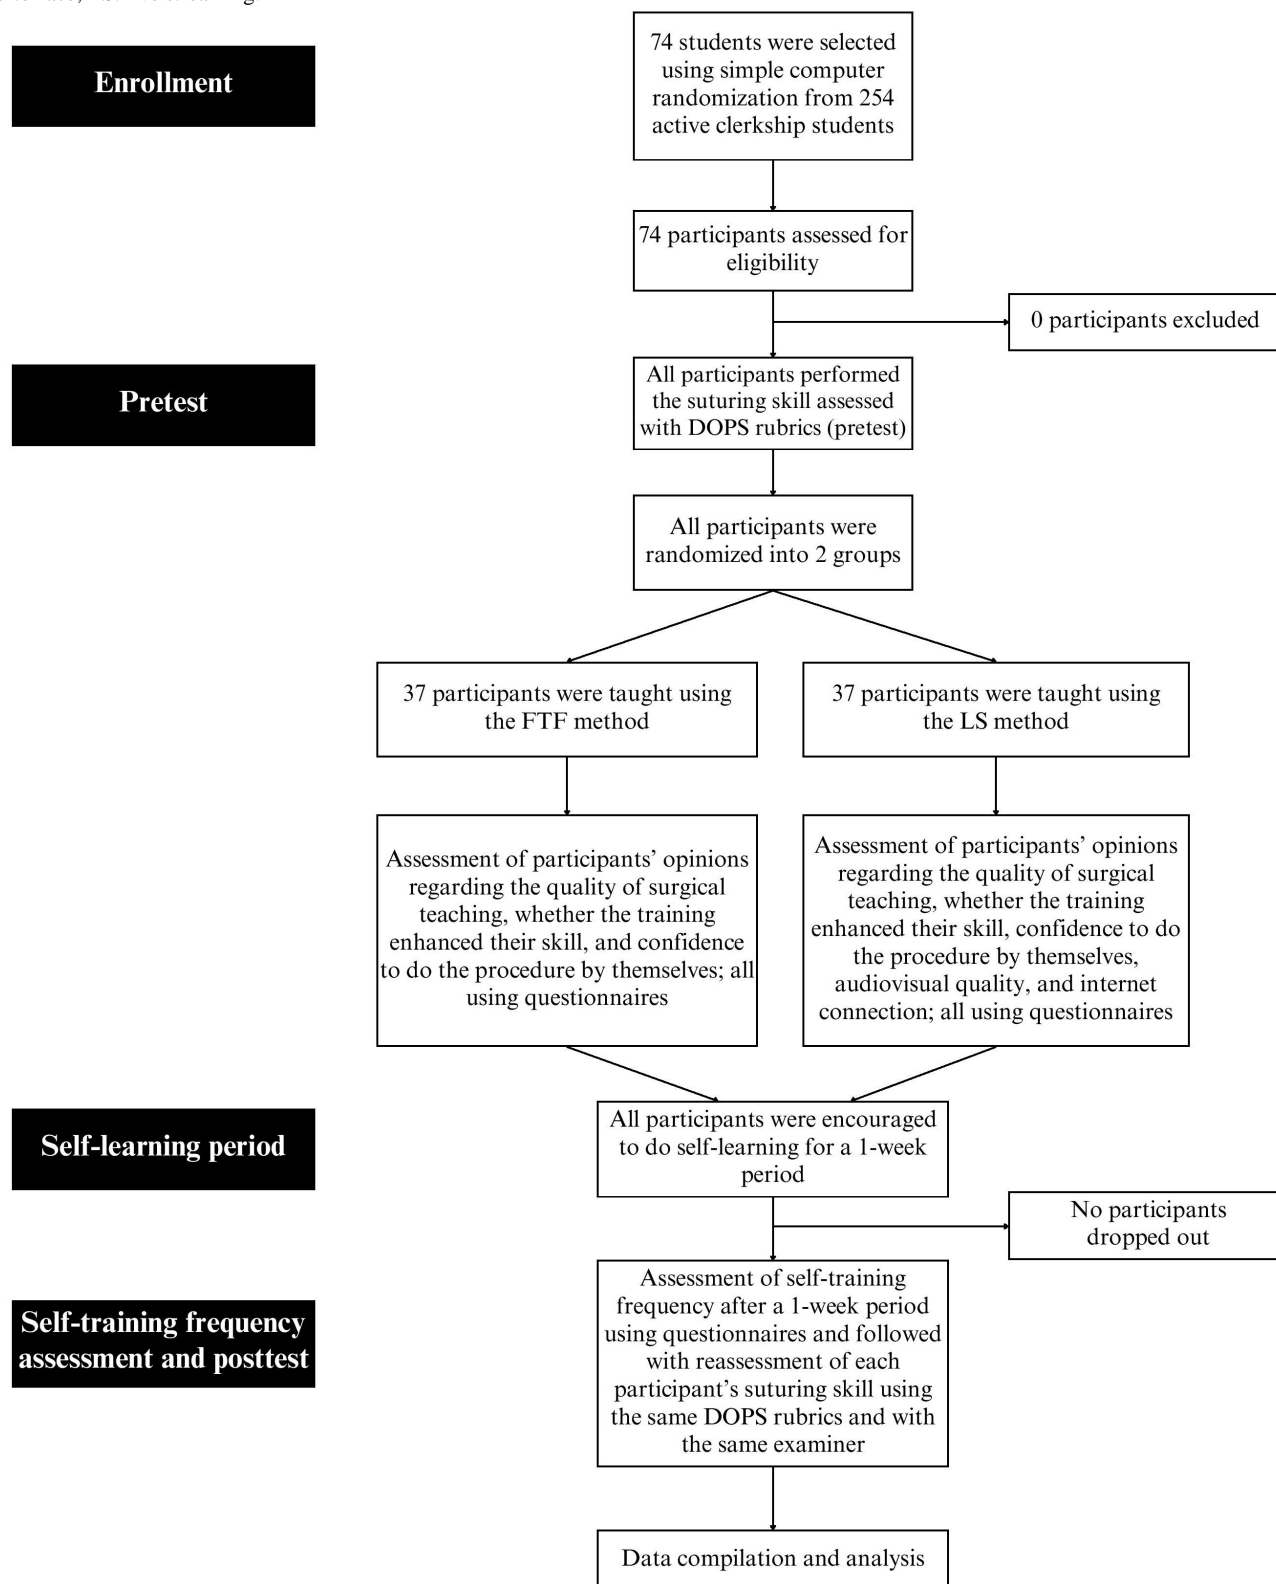 Enrollment
74 students were selected
using simple computer
randomization from 254
active clerkship students
74 participants assessed for
eligibility
0 participants excluded
Pretest
All participants performed
the suturing skill assessed
with DOPS rubrics (pretest)
All participants were
randomized into 2 groups
37 participants were taught using
the FTF method
37 participants were taught using
the LS method
Assessment of participants’ opinions
regarding the quality of surgical
teaching, whether the training
enhanced their skill, and confidence
to do the procedure by themselves; all
using questionnaires
Assessment of participants’ opinions
regarding the quality of surgical
teaching, whether the training
enhanced their skill, confidence to do
the procedure by themselves,
audiovisual quality, and internet
connection; all using questionnaires
Self-learning period
All participants were encouraged
to do self-learning for a 1-week
period
No participants
dropped out
Self-training frequency
assessment and posttest
Assessment of self-training
frequency after a 1-week period
using questionnaires and followed
with reassessment of each
participant’s suturing skill using
the same DOPS rubrics and with
the same examiner
Data compilation and analysis